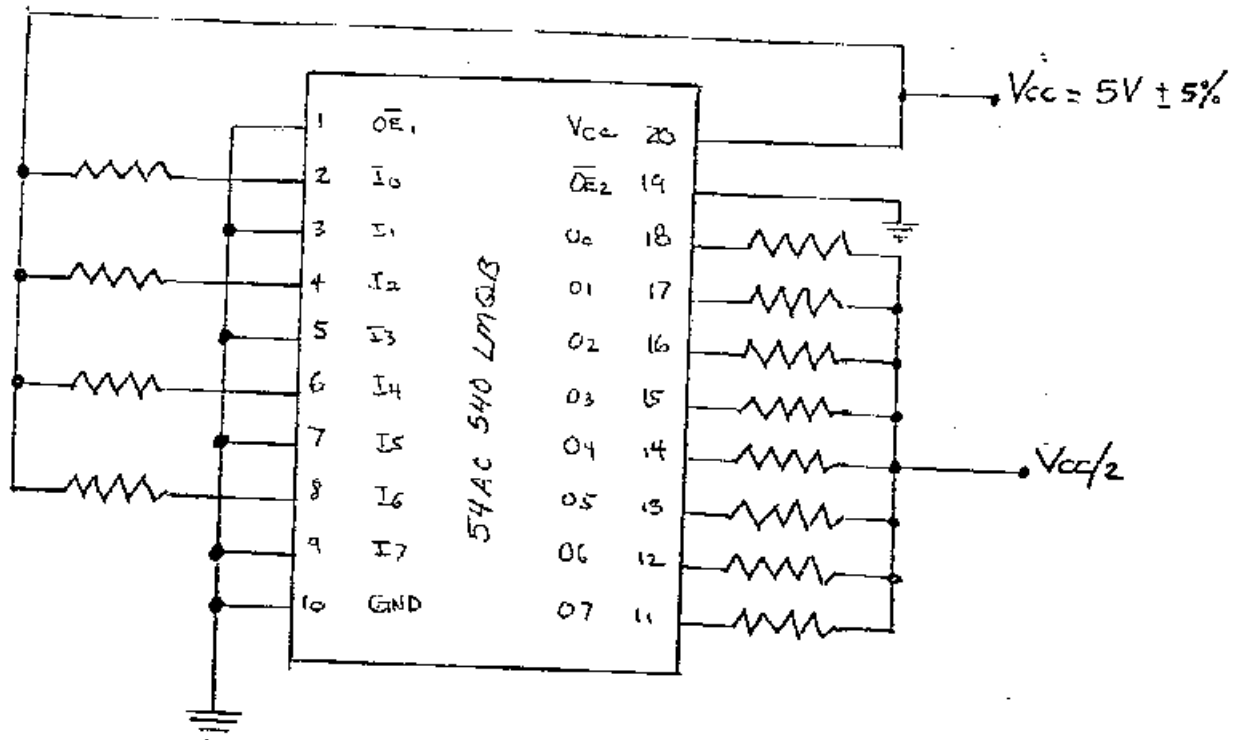 Vcc = 5V ± 5%
1 O̅E̅1 Vcc 20
2 I0 O̅E̅2 19
3 I1 O0 18
4 I2 O1 17
5 I3 O2 16
6 I4 O3 15
7 I5 O4 14
8 I6 O5 13
9 I7 O6 12
10 GND O7 11
54AC 540 LMQB
Vcc/2